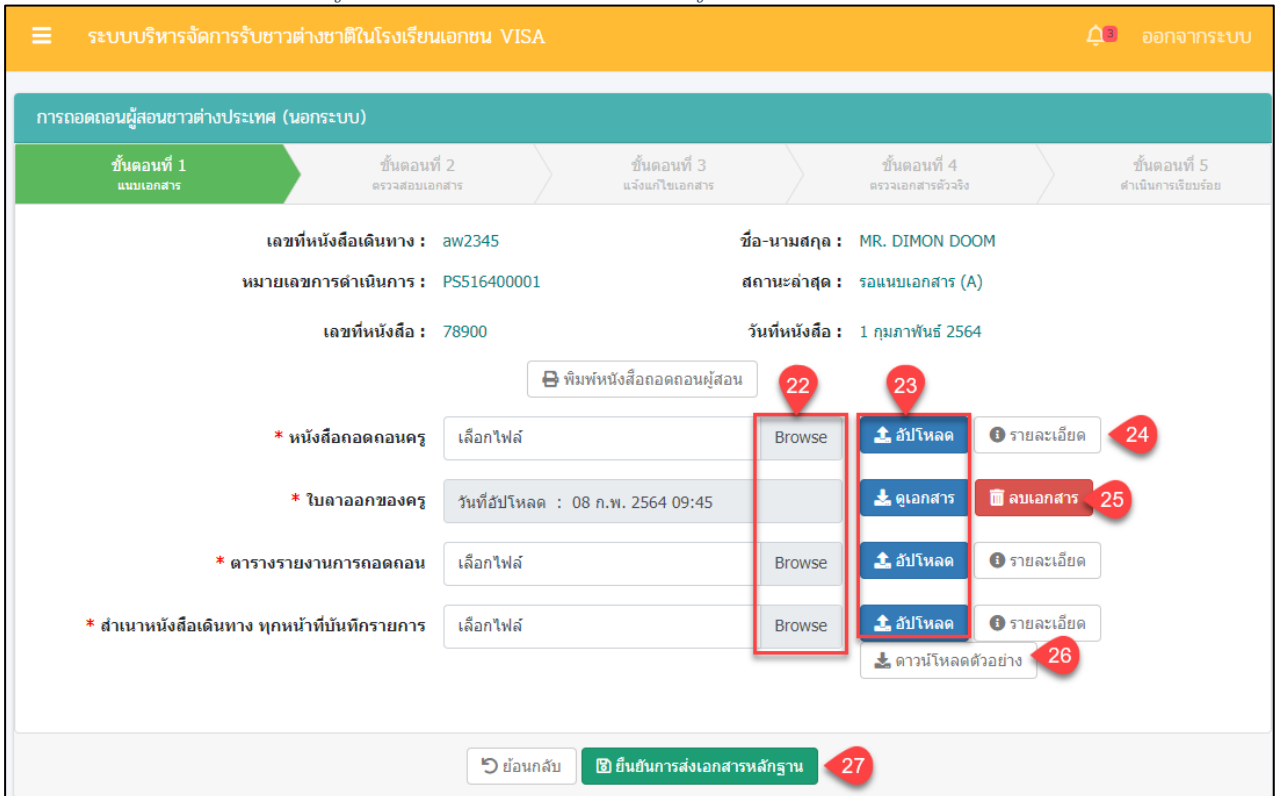 ระบบบริหารจัดการรับชาวต่างชาติในโรงเรียนเอกชน VISA
3 ออกจากระบบ
การถอดถอนผู้สอนชาวต่างประเทศ (นอกระบบ)
ขั้นตอนที่ 1 ขั้นตอนที่ 2 ขั้นตอนที่ 3 ขั้นตอนที่ 4 ขั้นตอนที่ 5
แนบเอกสาร ตรวจสอบเอกสาร แจ้งแก้ไขเอกสาร ตรวจเอกสารตัวจริง ดำเนินการเรียบร้อย
เลขที่หนังสือเดินทาง : aw2345 ชื่อ-นามสกุล : MR. DIMON DOOM
หมายเลขการดำเนินการ : PS516400001 สถานะล่าสุด : รอแนบเอกสาร (A)
เลขที่หนังสือ : 78900 วันที่หนังสือ : 1 กุมภาพันธ์ 2564
พิมพ์หนังสือถอดถอนผู้สอน 22 23
* หนังสือถอดถอนครู เลือกไฟล์ Browse อัปโหลด รายละเอียด 24
* ใบลาออกของครู วันที่อัปโหลด : 08 ก.พ. 2564 09:45 ดูเอกสาร ลบเอกสาร 25
* ตารางรายงานการถอดถอน เลือกไฟล์ Browse อัปโหลด รายละเอียด
* สำเนาหนังสือเดินทาง ทุกหน้าที่บันทึกรายการ เลือกไฟล์ Browse อัปโหลด รายละเอียด
ดาวน์โหลดตัวอย่าง 26
ย้อนกลับ ยืนยันการส่งเอกสารหลักฐาน 27